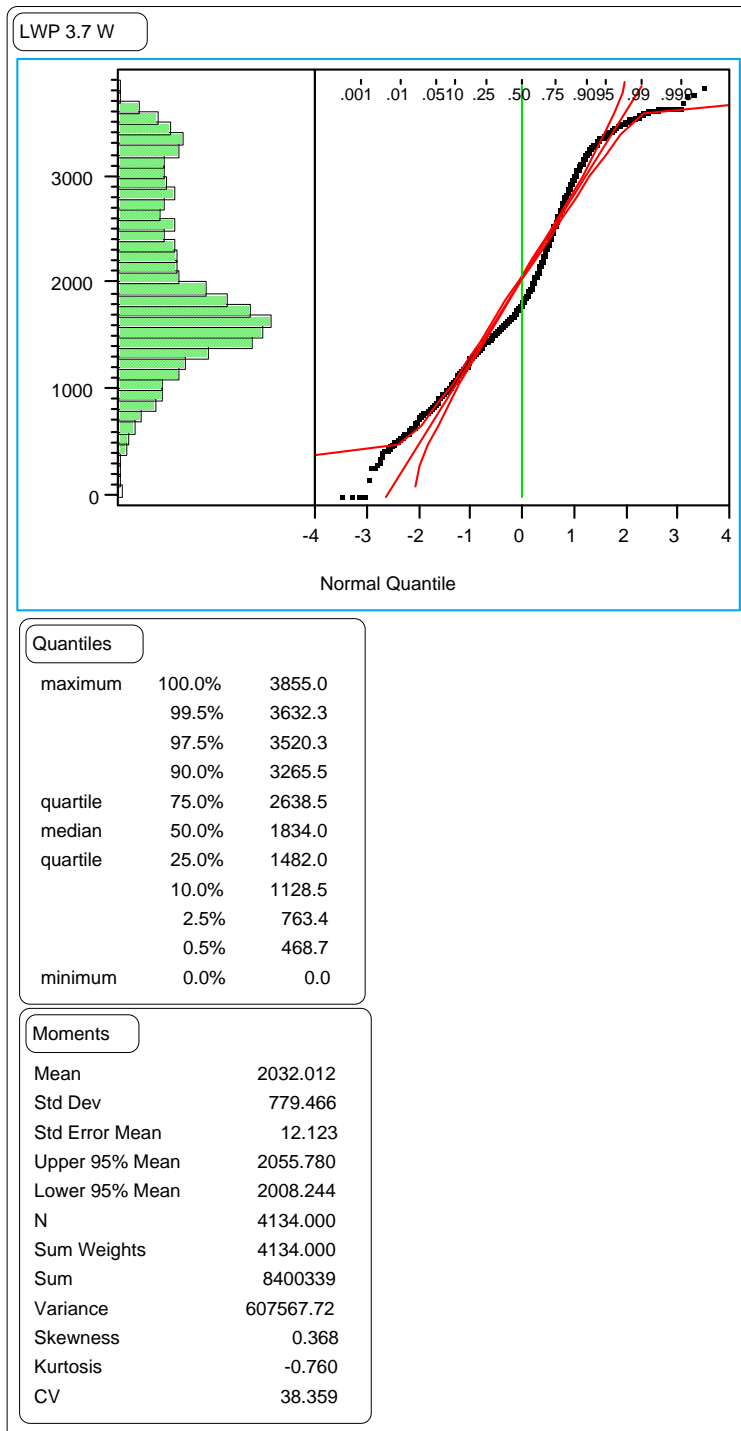 LWP 3.7 W
.001 .01 .05 .10 .25 .50 .75 .90 .95 .99 .999
3000
2000
1000
0
-4 -3 -2 -1 0 1 2 3 4
Normal Quantile
Quantiles
maximum 100.0% 3855.0
99.5% 3632.3
97.5% 3520.3
90.0% 3265.5
quartile 75.0% 2638.5
median 50.0% 1834.0
quartile 25.0% 1482.0
10.0% 1128.5
2.5% 763.4
0.5% 468.7
minimum 0.0% 0.0
Moments
Mean 2032.012
Std Dev 779.466
Std Error Mean 12.123
Upper 95% Mean 2055.780
Lower 95% Mean 2008.244
N 4134.000
Sum Weights 4134.000
Sum 8400339
Variance 607567.72
Skewness 0.368
Kurtosis -0.760
CV 38.359